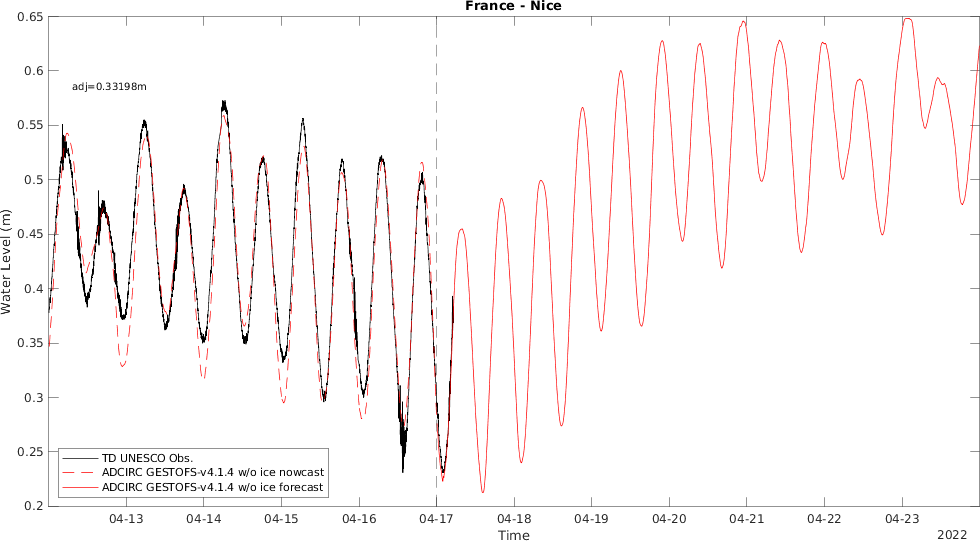 France - Nice
0.65
0.6
0.55
0.5
0.45
0.4
0.35
0.3
0.25
0.2
Water Level (m)
adj=0.33198m
TD UNESCO Obs.
ADCIRC GESTOFS-v4.1.4 w/o ice nowcast
ADCIRC GESTOFS-v4.1.4 w/o ice forecast
04-13 04-14 04-15 04-16 04-17 04-18 04-19 04-20 04-21 04-22 04-23
Time
2022